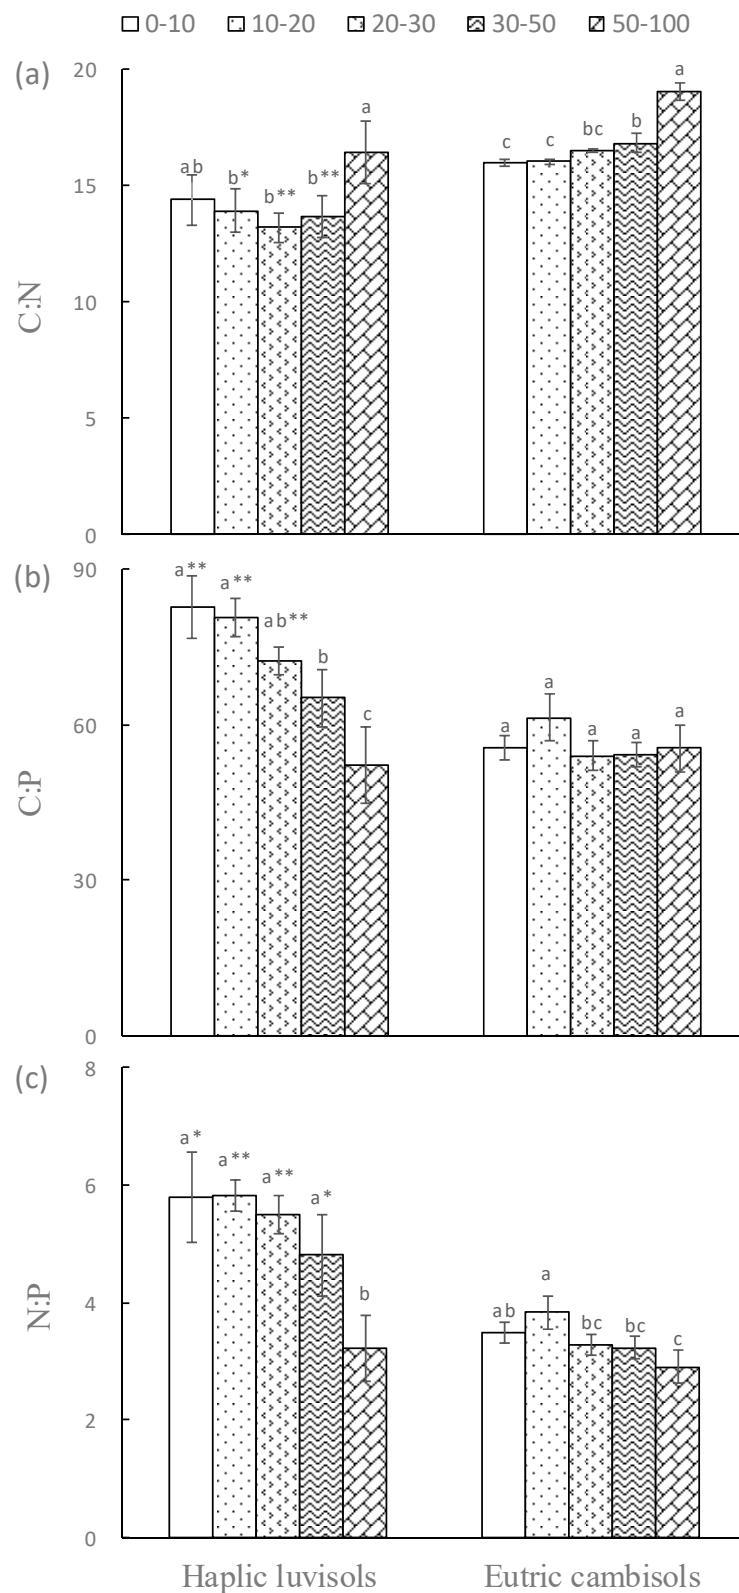 0-10 10-20 20-30 30-50 50-100
(a)
20
15
10
5
0
C:N
ab b* b** b** a
c c bc b a
(b)
90
60
30
0
C:P
a** a** ab** b c
a a a a a
(c)
8
6
4
2
0
N:P
a* a** a** a* b
ab a bc bc c
Haplic luvisols Eutric cambisols